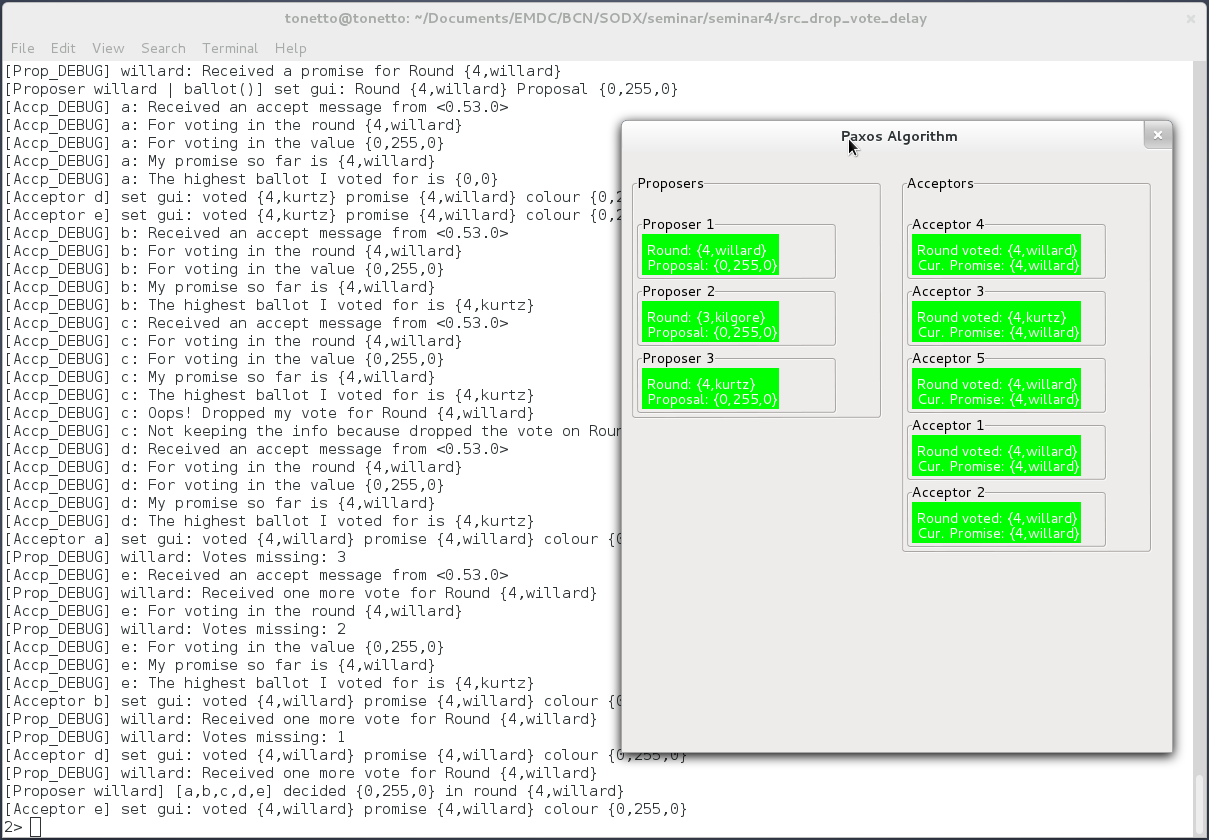 tonetto@tonetto: ~/Documents/EMDC/BCN/SODX/seminar/seminar4/src_drop_vote_delay
File Edit View Search Terminal Help
[Prop_DEBUG] willard: Received a promise for Round {4,willard}
[Proposer willard | ballot()] set gui: Round {4,willard} Proposal {0,255,0}
[Accp_DEBUG] a: Received an accept message from <0.53.0>
[Accp_DEBUG] a: For voting in the round {4,willard}
[Accp_DEBUG] a: For voting in the value {0,255,0}
[Accp_DEBUG] a: My promise so far is {4,willard}
[Accp_DEBUG] a: The highest ballot I voted for is {0,0}
[Acceptor d] set gui: voted {4,kurtz} promise {4,willard} colour {0,2
[Acceptor e] set gui: voted {4,kurtz} promise {4,willard} colour {0,2
[Accp_DEBUG] b: Received an accept message from <0.53.0>
[Accp_DEBUG] b: For voting in the round {4,willard}
[Accp_DEBUG] b: For voting in the value {0,255,0}
[Accp_DEBUG] b: My promise so far is {4,willard}
[Accp_DEBUG] b: The highest ballot I voted for is {4,kurtz}
[Accp_DEBUG] c: Received an accept message from <0.53.0>
[Accp_DEBUG] c: For voting in the round {4,willard}
[Accp_DEBUG] c: For voting in the value {0,255,0}
[Accp_DEBUG] c: My promise so far is {4,willard}
[Accp_DEBUG] c: The highest ballot I voted for is {4,kurtz}
[Accp_DEBUG] c: Oops! Dropped my vote for Round {4,willard}
[Accp_DEBUG] c: Not keeping the info because dropped the vote on Roun
[Accp_DEBUG] d: Received an accept message from <0.53.0>
[Accp_DEBUG] d: For voting in the round {4,willard}
[Accp_DEBUG] d: For voting in the value {0,255,0}
[Accp_DEBUG] d: My promise so far is {4,willard}
[Accp_DEBUG] d: The highest ballot I voted for is {4,kurtz}
[Acceptor a] set gui: voted {4,willard} promise {4,willard} colour {0
[Prop_DEBUG] willard: Votes missing: 3
[Accp_DEBUG] e: Received an accept message from <0.53.0>
[Prop_DEBUG] willard: Received one more vote for Round {4,willard}
[Accp_DEBUG] e: For voting in the round {4,willard}
[Prop_DEBUG] willard: Votes missing: 2
[Accp_DEBUG] e: For voting in the value {0,255,0}
[Accp_DEBUG] e: My promise so far is {4,willard}
[Accp_DEBUG] e: The highest ballot I voted for is {4,kurtz}
[Acceptor b] set gui: voted {4,willard} promise {4,willard} colour {0
[Prop_DEBUG] willard: Received one more vote for Round {4,willard}
[Prop_DEBUG] willard: Votes missing: 1
[Acceptor d] set gui: voted {4,willard} promise {4,willard} colour {0,255,0}
[Prop_DEBUG] willard: Received one more vote for Round {4,willard}
[Proposer willard] [a,b,c,d,e] decided {0,255,0} in round {4,willard}
[Acceptor e] set gui: voted {4,willard} promise {4,willard} colour {0,255,0}
2>
Paxos Algorithm
Proposers
Proposer 1
Round: {4,willard}
Proposal: {0,255,0}
Proposer 2
Round: {3,kilgore}
Proposal: {0,255,0}
Proposer 3
Round: {4,kurtz}
Proposal: {0,255,0}
Acceptors
Acceptor 4
Round voted: {4,willard}
Cur. Promise: {4,willard}
Acceptor 3
Round voted: {4,kurtz}
Cur. Promise: {4,willard}
Acceptor 5
Round voted: {4,willard}
Cur. Promise: {4,willard}
Acceptor 1
Round voted: {4,willard}
Cur. Promise: {4,willard}
Acceptor 2
Round voted: {4,willard}
Cur. Promise: {4,willard}